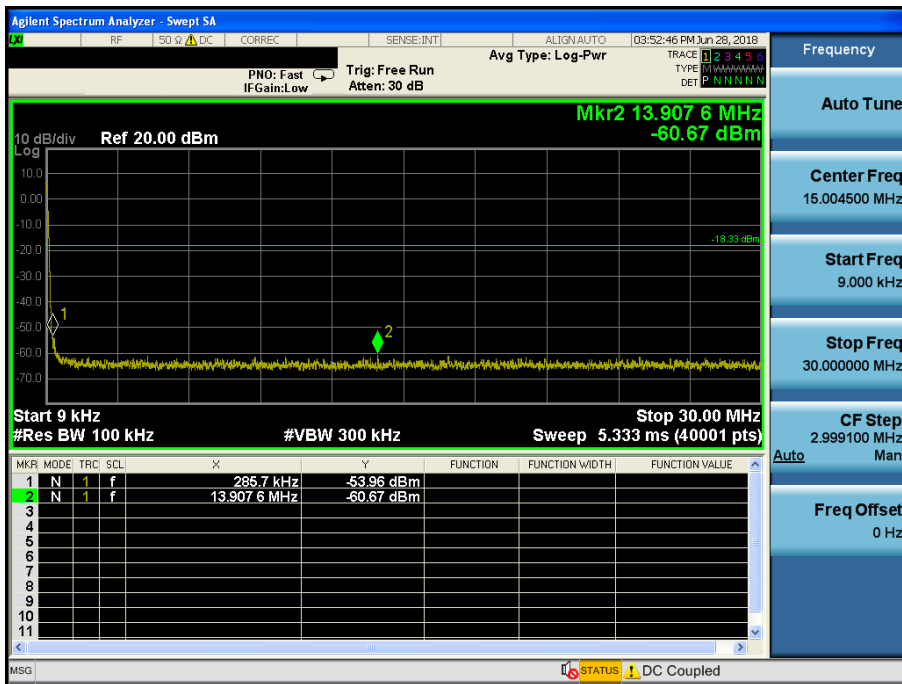 Agilent Spectrum Analyzer - Swept SA
LXI RF 50 Ω DC CORREC SENSE:INT ALIGN AUTO 03:52:46 PM Jun 28, 2018
Frequency
Avg Type: Log-Pwr
TRACE 1 2 3 4 5 6
PNO: Fast Trig: Free Run
TYPE M WWWWW
IFGain:Low Atten: 30 dB
DET P N N N N N
Auto Tune
Mkr2 13.907 6 MHz
-60.67 dBm
10 dB/div Ref 20.00 dBm
Log
10.0
0.00
-10.0
-20.0
-30.0
-40.0
-50.0
-60.0
-70.0
-18.33 dBm
1
2
Center Freq
15.004500 MHz
Start Freq
9.000 kHz
Stop Freq
30.000000 MHz
Start 9 kHz Stop 30.00 MHz
#Res BW 100 kHz #VBW 300 kHz Sweep 5.333 ms (40001 pts)
CF Step
2.999100 MHz
Auto Man
MKR MODE TRC SCL X Y FUNCTION FUNCTION WIDTH FUNCTION VALUE
1 N 1 f 285.7 kHz -53.96 dBm
2 N 1 f 13.907 6 MHz -60.67 dBm
3
4
5
6
7
8
9
10
11
Freq Offset
0 Hz
MSG STATUS DC Coupled